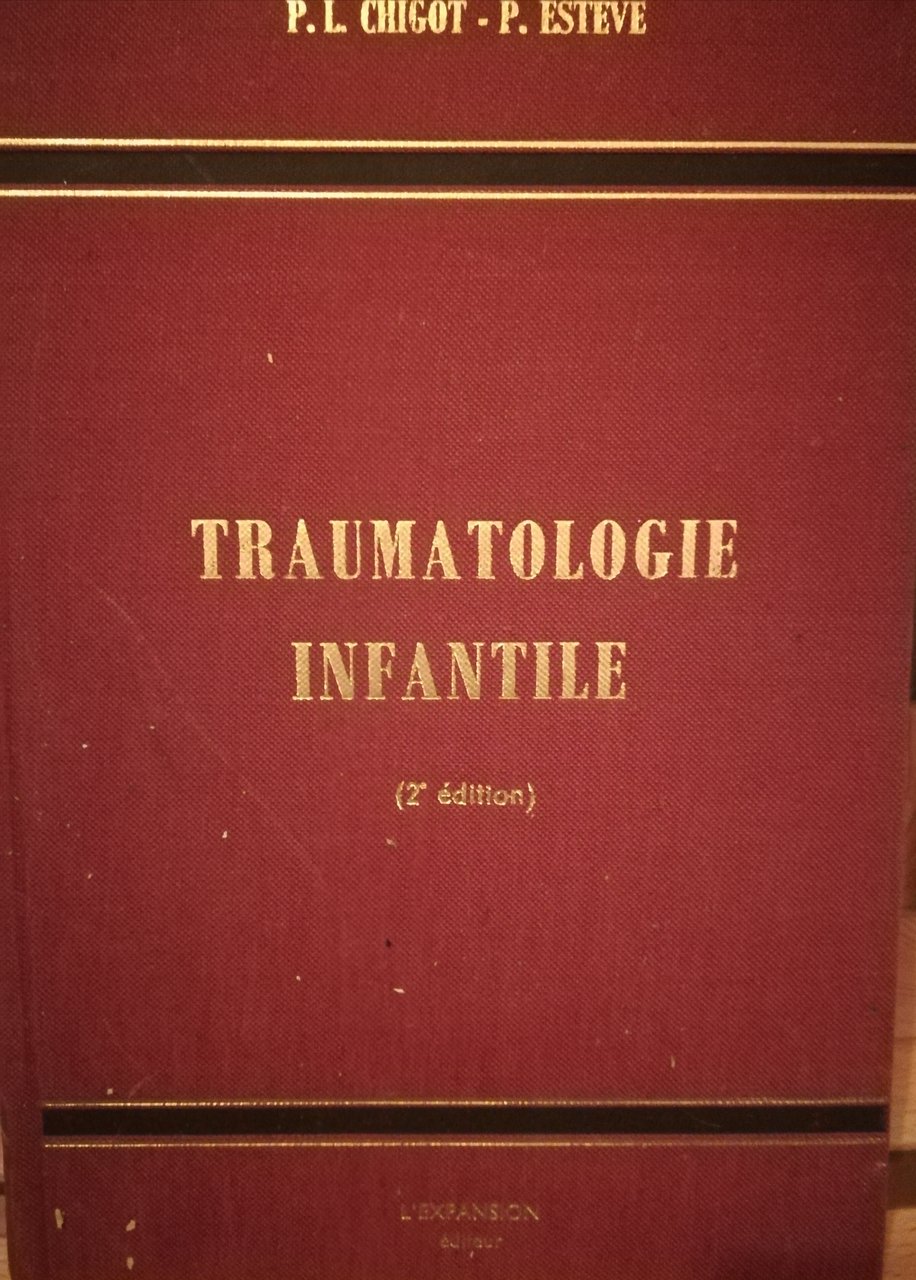 P. L. CHIGOT - P. ESTEVE
TRAUMATOLOGIE
INFANTILE
(2e édition)
L'EXPANSION
éditeur